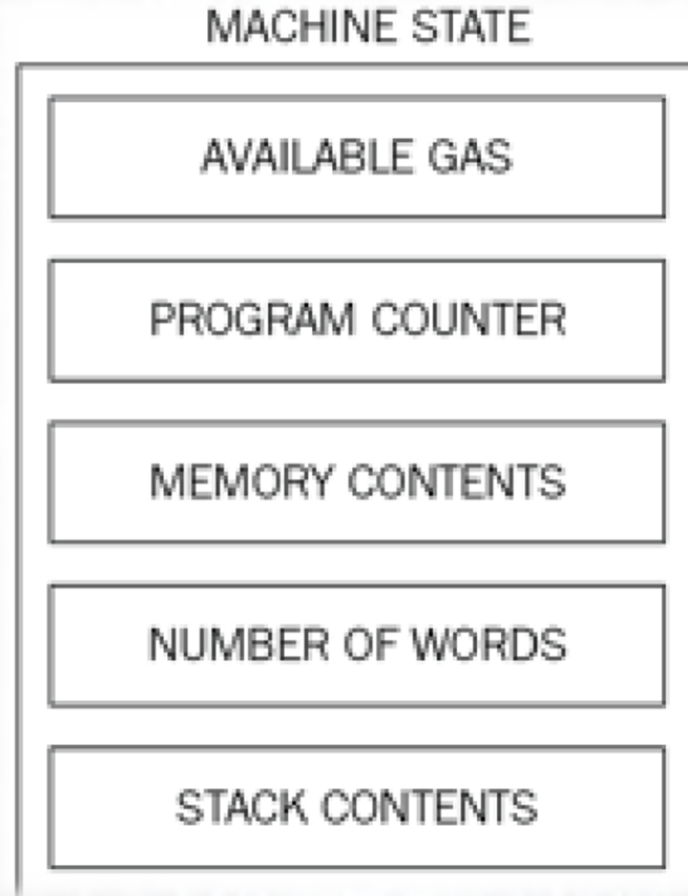 MACHINE STATE
AVAILABLE GAS
PROGRAM COUNTER
MEMORY CONTENTS
NUMBER OF WORDS
STACK CONTENTS